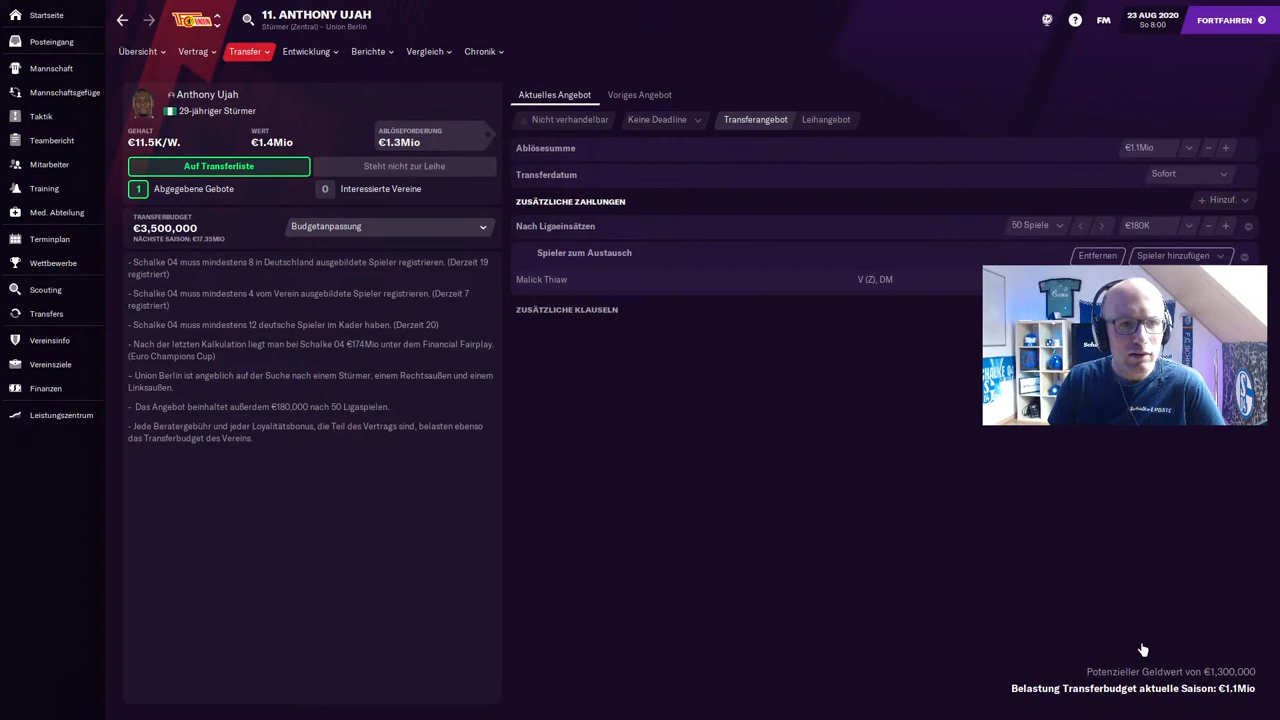 Startseite
Posteingang
Mannschaft
Mannschaftsgefüge
Taktik
Teambericht
Mitarbeiter
Training
Med. Abteilung
Terminplan
Wettbewerbe
Scouting
Transfers
Vereinsinfo
Vereinsziele
Finanzen
Leistungszentrum
UNION
11. ANTHONY UJAH
Stürmer (Zentral) – Union Berlin
? FM
23 AUG 2020
So 8:00
FORTFAHREN
Übersicht Vertrag Transfer Entwicklung Berichte Vergleich Chronik
Anthony Ujah
29-jähriger Stürmer
GEHALT WERT ABLÖSEFORDERUNG
€11.5K/W. €1.4Mio €1.3Mio
Auf Transferliste Steht nicht zur Leihe
1 Abgegebene Gebote 0 Interessierte Vereine
TRANSFERBUDGET
€3,500,000
NÄCHSTE SAISON: €17.35MIO
Budgetanpassung
- Schalke 04 muss mindestens 8 in Deutschland ausgebildete Spieler registrieren. (Derzeit 19
registriert)
- Schalke 04 muss mindestens 4 vom Verein ausgebildete Spieler registrieren. (Derzeit 7
registriert)
- Schalke 04 muss mindestens 12 deutsche Spieler im Kader haben. (Derzeit 20)
- Nach der letzten Kalkulation liegt man bei Schalke 04 €174Mio unter dem Financial Fairplay.
(Euro Champions Cup)
- Union Berlin ist angeblich auf der Suche nach einem Stürmer, einem Rechtsaußen und einem
Linksaußen.
- Das Angebot beinhaltet außerdem €180,000 nach 50 Ligaspielen.
- Jede Beratergebühr und jeder Loyalitätsbonus, die Teil des Vertrags sind, belasten ebenso
das Transferbudget des Vereins.
Aktuelles Angebot Voriges Angebot
Nicht verhandelbar Keine Deadline Transferangebot Leihangebot
Ablösesumme €1.1Mio − +
Transferdatum Sofort
ZUSÄTZLICHE ZAHLUNGEN + Hinzuf.
Nach Ligaeinsätzen 50 Spiele €180K − +
Spieler zum Austausch Entfernen Spieler hinzufügen
Malick Thiaw V (Z), DM
ZUSÄTZLICHE KLAUSELN
Potenzieller Geldwert von €1,300,000
Belastung Transferbudget aktuelle Saison: €1.1Mio